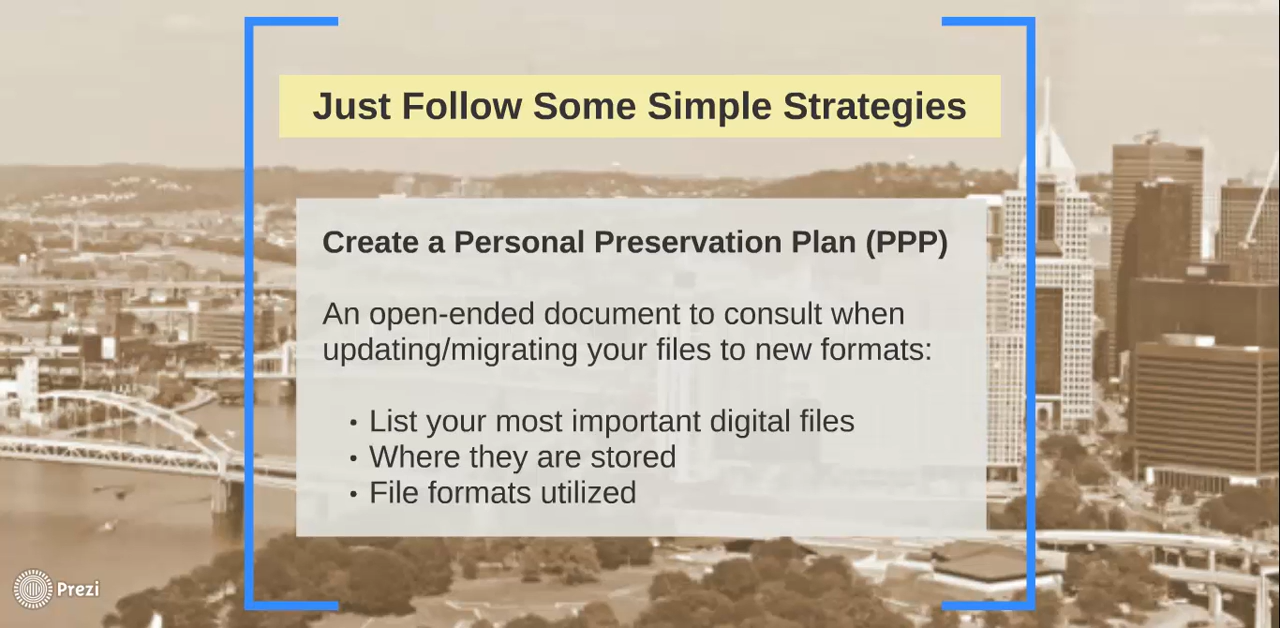 Just Follow Some Simple Strategies
Create a Personal Preservation Plan (PPP)
An open-ended document to consult when
updating/migrating your files to new formats:
• List your most important digital files
• Where they are stored
• File formats utilized
Prezi